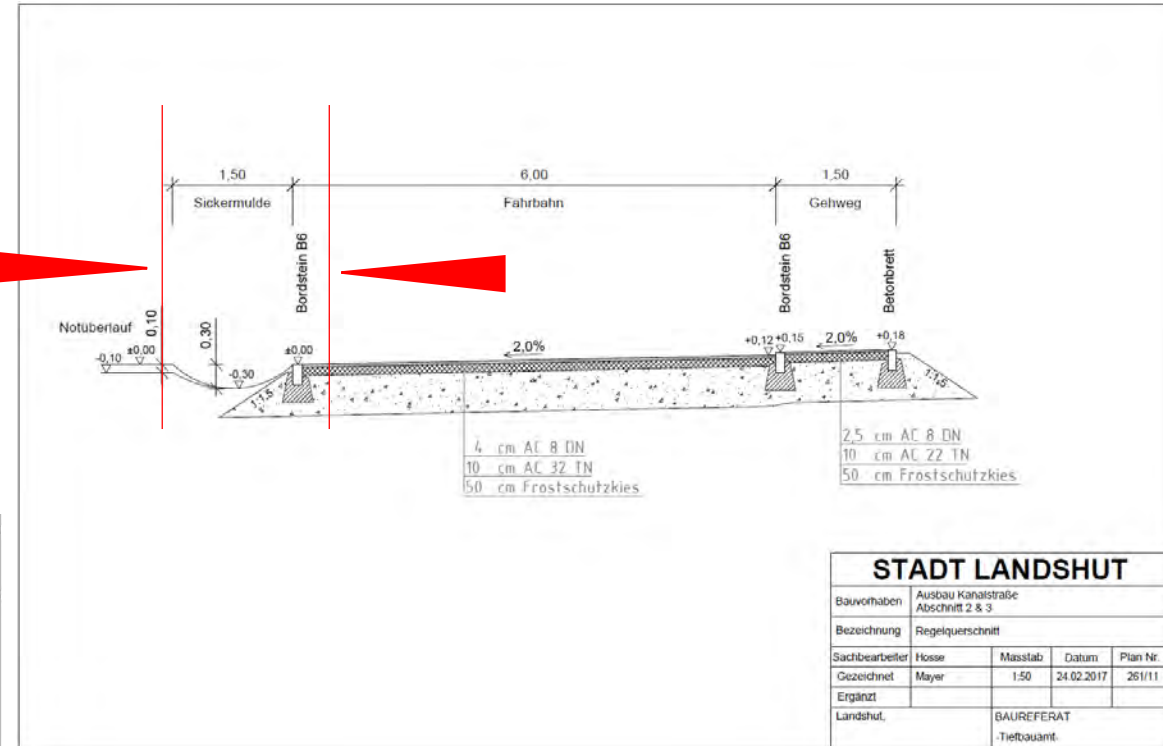 1,50 6,00 1,50
Sickermulde Fahrbahn Gehweg
Bordstein B6
Bordstein B6
Betonbrett
Notüberlauf
0,10
0,30
-0,10 ±0,00
-0,30
±0,00
2,0%
+0,12 +0,15
2,0%
+0,18
1:1,5
1:1,5
4 cm AC 8 DN
10 cm AC 32 TN
50 cm Frostschutzkies
2,5 cm AC 8 DN
10 cm AC 22 TN
50 cm Frostschutzkies
STADT LANDSHUT
Bauvorhaben Ausbau Kanalstraße
Abschnitt 2 & 3
Bezeichnung Regelquerschnitt
Sachbearbeiter Hosse Masstab Datum Plan Nr.
Gezeichnet Mayer 1:50 24.02.2017 261/11
Ergänzt
Landshut, BAUREFERAT
-Tiefbauamt-